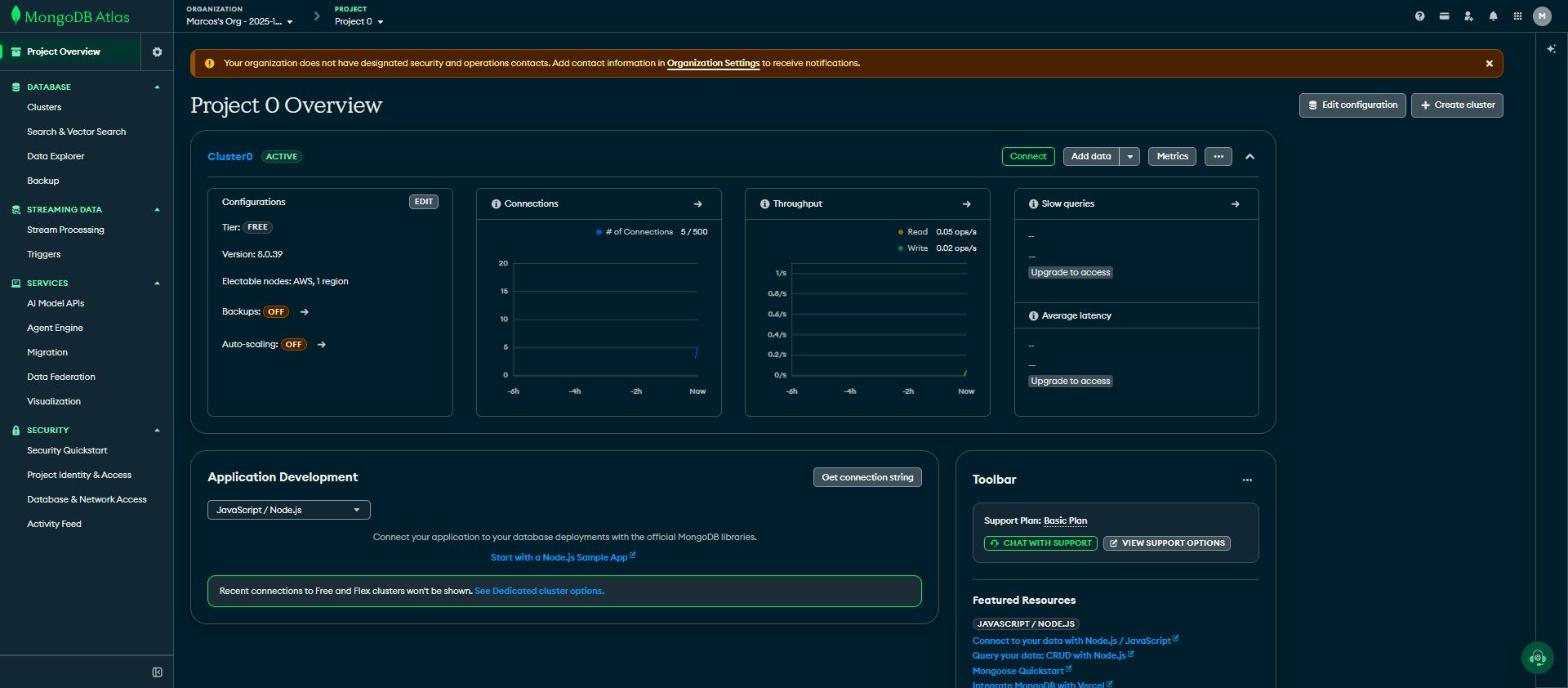 MongoDB Atlas
ORGANIZATION
Marcos's Org - 2025-1...
PROJECT
Project 0
M
Project Overview
DATABASE
Clusters
Search & Vector Search
Data Explorer
Backup
STREAMING DATA
Stream Processing
Triggers
SERVICES
AI Model APIs
Agent Engine
Migration
Data Federation
Visualization
SECURITY
Security Quickstart
Project Identity & Access
Database & Network Access
Activity Feed
Your organization does not have designated security and operations contacts. Add contact information in Organization Settings to receive notifications.
Project 0 Overview
Edit configuration
Create cluster
Cluster0 ACTIVE
Connect
Add data
Metrics
Configurations
EDIT
Tier: FREE
Version: 8.0.39
Electable nodes: AWS, 1 region
Backups: OFF
Auto-scaling: OFF
Connections
# of Connections 5 / 500
20
15
10
5
0
-6h -4h -2h Now
Throughput
Read 0.05 ops/s
Write 0.02 ops/s
1/s
0.8/s
0.6/s
0.4/s
0.2/s
0/s
-6h -4h -2h Now
Slow queries
--
--
Upgrade to access
Average latency
--
--
Upgrade to access
Application Development
Get connection string
JavaScript / Node.js
Connect your application to your database deployments with the official MongoDB libraries.
Start with a Node.js Sample App
Recent connections to Free and Flex clusters won't be shown. See Dedicated cluster options.
Toolbar
Support Plan: Basic Plan
CHAT WITH SUPPORT
VIEW SUPPORT OPTIONS
Featured Resources
JAVASCRIPT / NODE.JS
Connect to your data with Node.js / JavaScript
Query your data: CRUD with Node.js
Mongoose Quickstart
Integrate MongoDB with Vercel